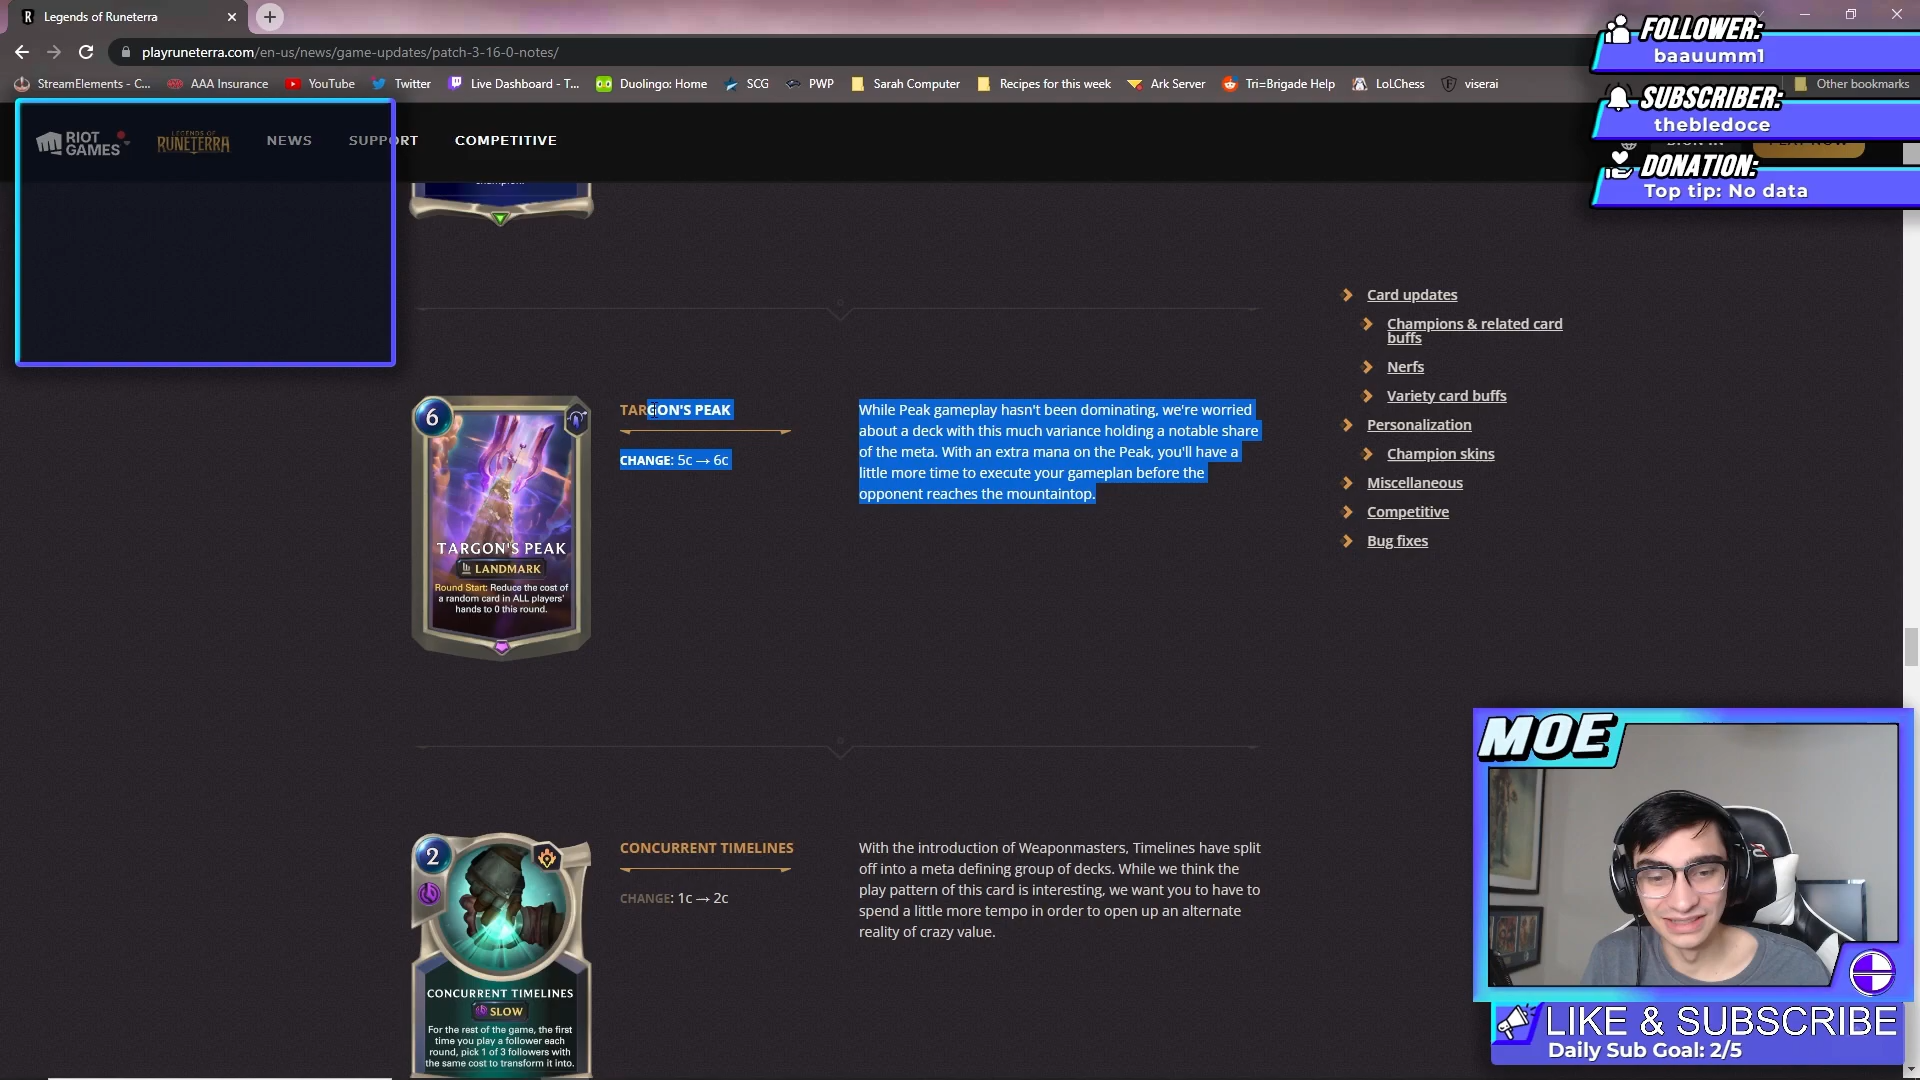 Legends of Runeterra
playruneterra.com/en-us/news/game-updates/patch-3-16-0-notes/
StreamElements - C...
AAA Insurance
YouTube
Twitter
Live Dashboard - T...
Duolingo: Home
SCG
PWP
Sarah Computer
Recipes for this week
Ark Server
Tri=Brigade Help
LoLChess
viserai
Other bookmarks
FOLLOWER:
baauumm1
SUBSCRIBER:
thebledoce
DONATION:
Top tip: No data
RIOT
GAMES
LEGENDS OF
RUNETERRA
NEWS
SUPPORT
COMPETITIVE
SIGN IN
PLAY NOW
champion.
Card updates
Champions & related card
buffs
Nerfs
Variety card buffs
Personalization
Champion skins
Miscellaneous
Competitive
Bug fixes
6
TARGON'S PEAK
LANDMARK
Round Start: Reduce the cost of
a random card in ALL players'
hands to 0 this round.
TARGON'S PEAK
CHANGE: 5c → 6c
While Peak gameplay hasn't been dominating, we're worried
about a deck with this much variance holding a notable share
of the meta. With an extra mana on the Peak, you'll have a
little more time to execute your gameplan before the
opponent reaches the mountaintop.
2
CONCURRENT TIMELINES
SLOW
For the rest of the game, the first
time you play a follower each
round, pick 1 of 3 followers with
the same cost to transform it into.
CONCURRENT TIMELINES
CHANGE: 1c → 2c
With the introduction of Weaponmasters, Timelines have split
off into a meta defining group of decks. While we think the
play pattern of this card is interesting, we want you to have to
spend a little more tempo in order to open up an alternate
reality of crazy value.
MOE
LIKE & SUBSCRIBE
Daily Sub Goal: 2/5